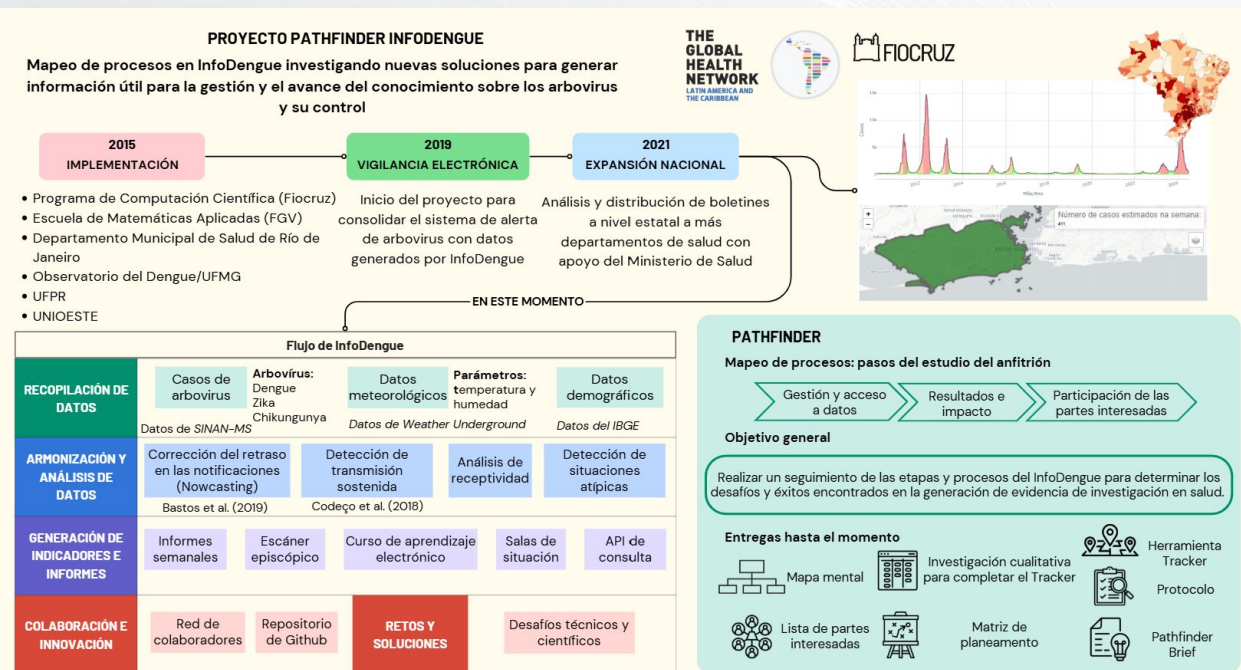 PROYECTO PATHFINDER INFODENGUE
Mapeo de procesos en InfoDengue investigando nuevas soluciones para generar
información útil para la gestión y el avance del conocimiento sobre los arbovirus
y su control
THE
GLOBAL
HEALTH
NETWORK
LATIN AMERICA AND
THE CARIBBEAN
FIOCRUZ
2015
IMPLEMENTACIÓN
2019
VIGILANCIA ELECTRÓNICA
2021
EXPANSIÓN NACIONAL
• Programa de Computación Científica (Fiocruz)
• Escuela de Matemáticas Aplicadas (FGV)
• Departamento Municipal de Salud de Río de
Janeiro
• Observatorio del Dengue/UFMG
• UFPR
• UNIOESTE
Inicio del proyecto para
consolidar el sistema de alerta
de arbovirus con datos
generados por InfoDengue
Análisis y distribución de boletines
a nivel estatal a más
departamentos de salud con
apoyo del Ministerio de Salud
Casos
2012 2014 2016 2018 2020 2022 2024
Mês/Ano
+
−
Número de casos estimados na semana:
EN ESTE MOMENTO
Flujo de InfoDengue
RECOPILACIÓN DE
DATOS
Casos de
arbovirus
Arbovírus:
Dengue
Zika
Chikungunya
Datos de SINAN-MS
Datos
meteorológicos
Parámetros:
temperatura y
humedad
Datos de Weather Underground
Datos
demográficos
Datos del IBGE
ARMONIZACIÓN Y
ANÁLISIS DE
DATOS
Corrección del retraso
en las notificaciones
(Nowcasting)
Bastos et al. (2019)
Detección de
transmisión
sostenida
Codeço et al. (2018)
Análisis de
receptividad
Detección de
situaciones
atípicas
GENERACIÓN DE
INDICADORES E
INFORMES
Informes
semanales
Escáner
episcópico
Curso de aprendizaje
electrónico
Salas de
situación
API de
consulta
COLABORACIÓN E
INNOVACIÓN
Red de
colaboradores
Repositorio
de Github
RETOS Y
SOLUCIONES
Desafíos técnicos y
científicos
PATHFINDER
Mapeo de procesos: pasos del estudio del anfitrión
Gestión y acceso
a datos
Resultados e
impacto
Participación de las
partes interesadas
Objetivo general
Realizar un seguimiento de las etapas y procesos del InfoDengue para determinar los
desafíos y éxitos encontrados en la generación de evidencia de investigación en salud.
Entregas hasta el momento
Mapa mental
Investigación cualitativa
para completar el Tracker
Herramienta
Tracker
Protocolo
Lista de partes
interesadas
Matriz de
planeamento
Pathfinder
Brief